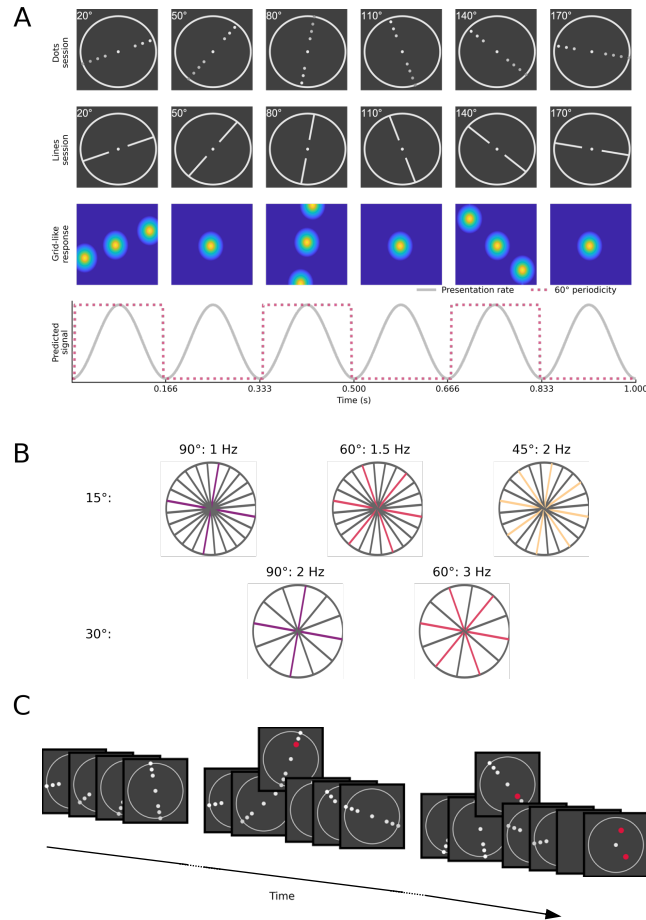 A
Dots
session
20°
50°
80°
110°
140°
170°
Lines
session
20°
50°
80°
110°
140°
170°
Grid-like
response
Presentation rate
60° periodicity
Predicted
signal
0.166
0.333
0.500
0.666
0.833
1.000
Time (s)
B
90°: 1 Hz
60°: 1.5 Hz
45°: 2 Hz
15°:
90°: 2 Hz
60°: 3 Hz
30°:
C
Time